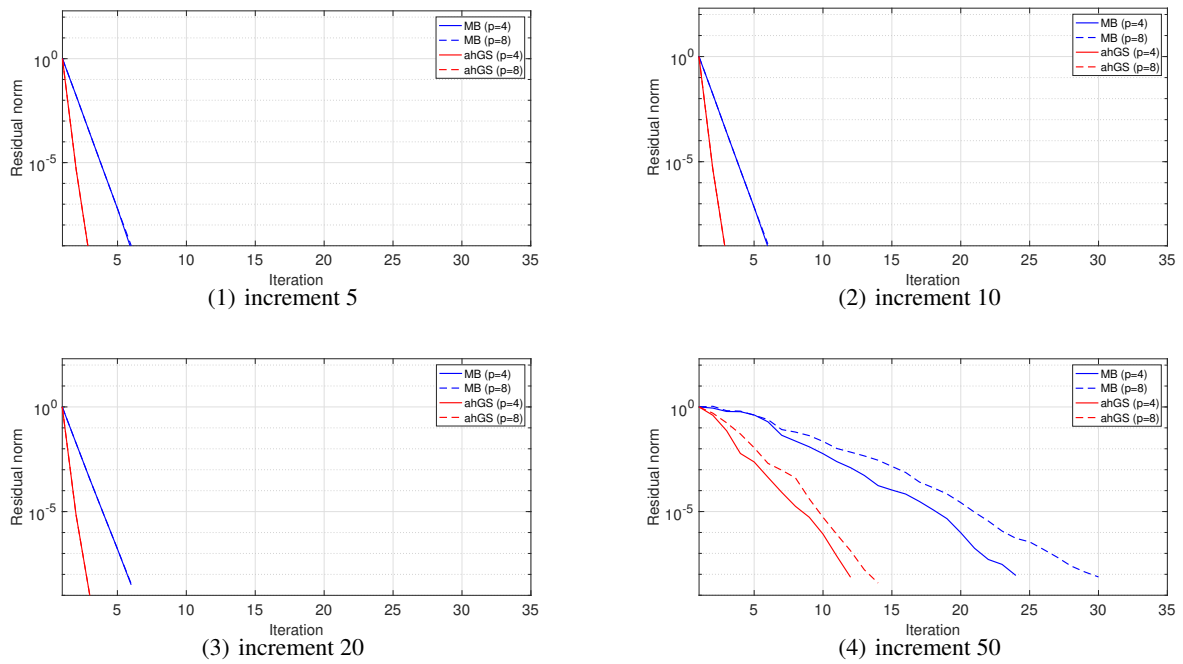 MB (p=4)
MB (p=8)
ahGS (p=4)
ahGS (p=8)
10^0
10^-5
Residual norm
5 10 15 20 25 30 35
Iteration
(1) increment 5
MB (p=4)
MB (p=8)
ahGS (p=4)
ahGS (p=8)
10^0
10^-5
Residual norm
5 10 15 20 25 30 35
Iteration
(2) increment 10
MB (p=4)
MB (p=8)
ahGS (p=4)
ahGS (p=8)
10^0
10^-5
Residual norm
5 10 15 20 25 30 35
Iteration
(3) increment 20
MB (p=4)
MB (p=8)
ahGS (p=4)
ahGS (p=8)
10^0
10^-5
Residual norm
5 10 15 20 25 30 35
Iteration
(4) increment 50